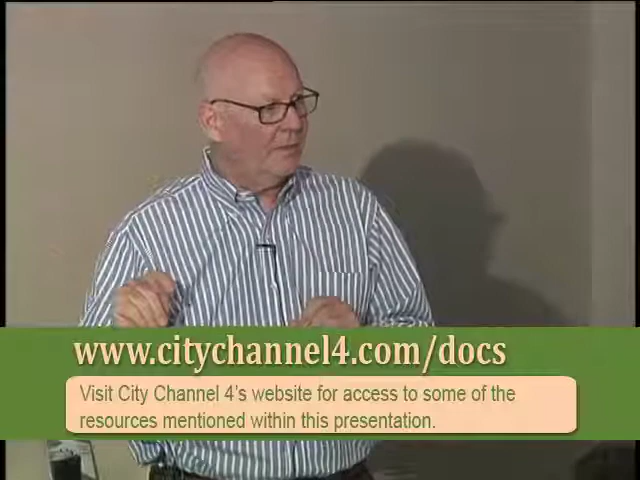 www.citychannel4.com/docs
Visit City Channel 4's website for access to some of the
resources mentioned within this presentation.